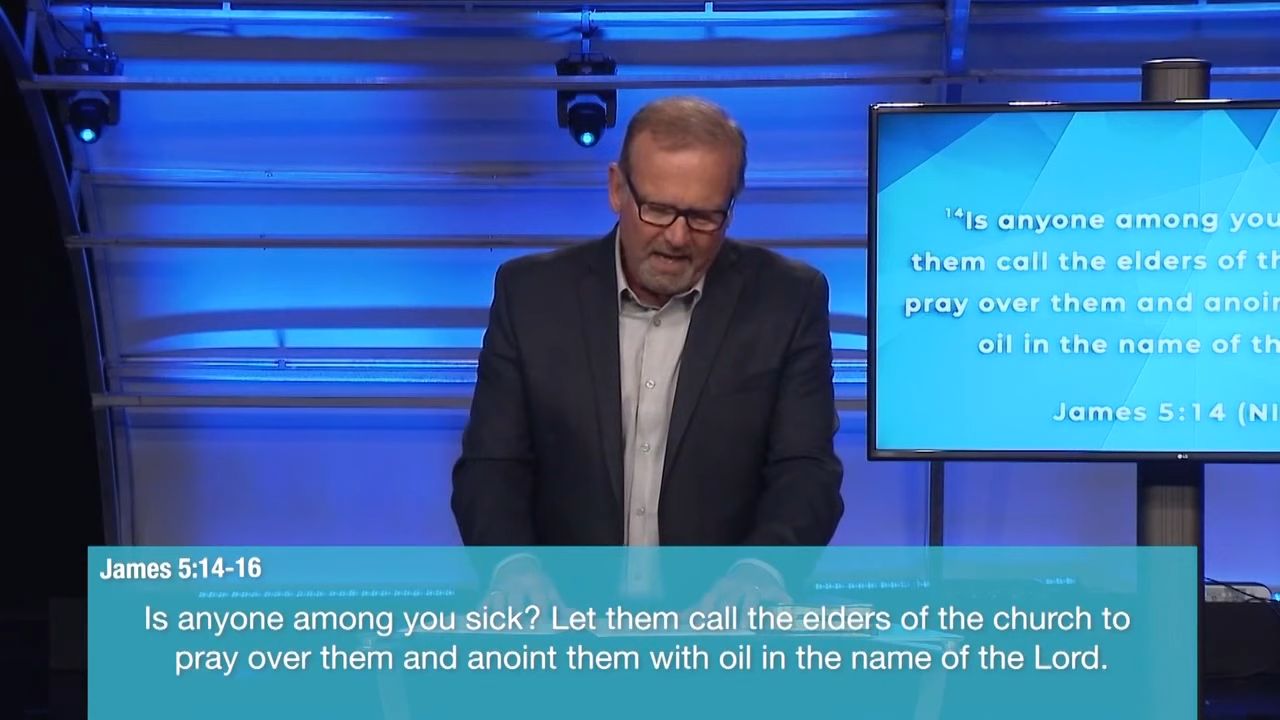 ¹⁴Is anyone among you
them call the elders of th
pray over them and anoin
oil in the name of th
James 5:14 (NI
LG
James 5:14-16
Is anyone among you sick? Let them call the elders of the church to
pray over them and anoint them with oil in the name of the Lord.